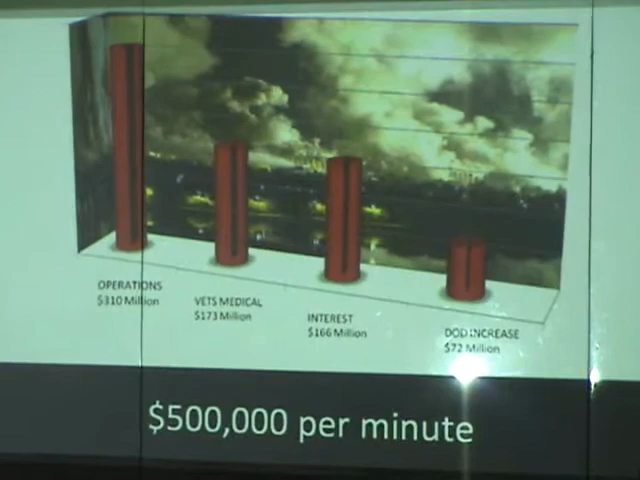 OPERATIONS
$310 Million
VETS MEDICAL
$173 Million
INTEREST
$166 Million
DOD INCREASE
$72 Million
$500,000 per minute